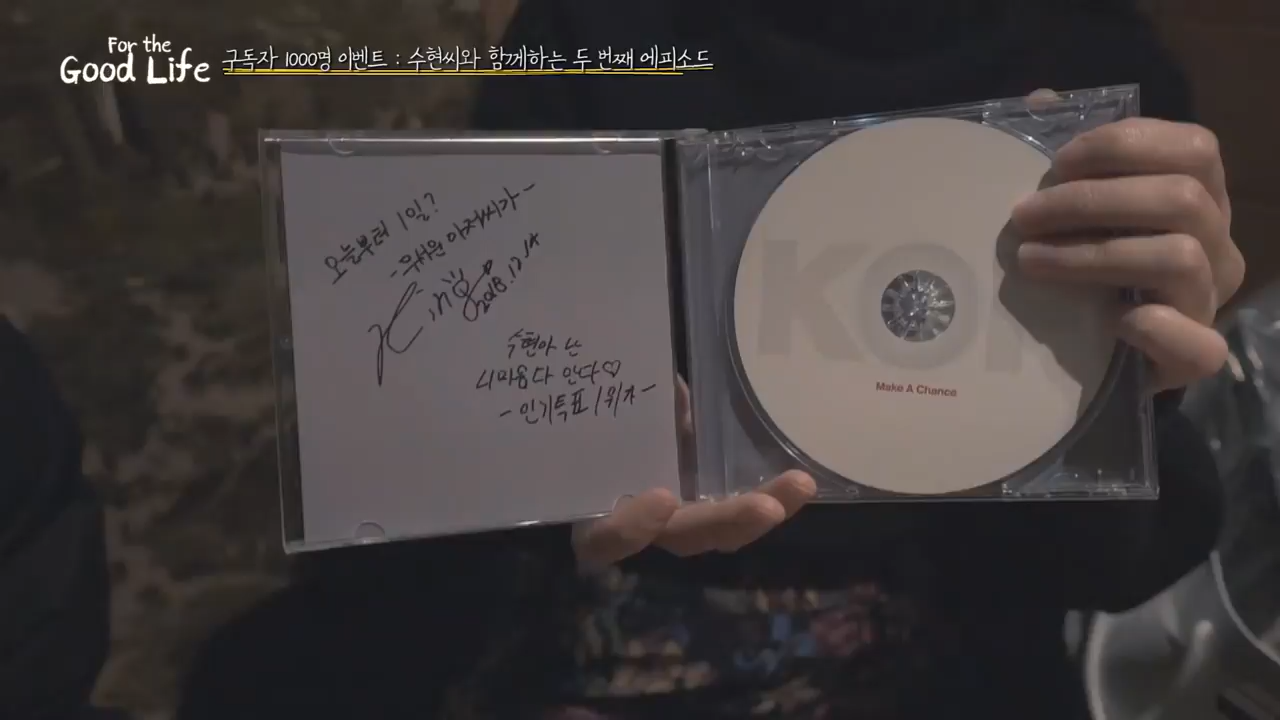 For the
Good Life
구독자 1000명 이벤트 : 수현씨와 함께하는 두 번째 에피소드
오늘부터 1일?
아저씨가 -
2018.12.14
수현아 난
니마음다 안다♡
- 인기투표 1위가 -
KO
Make A Chance